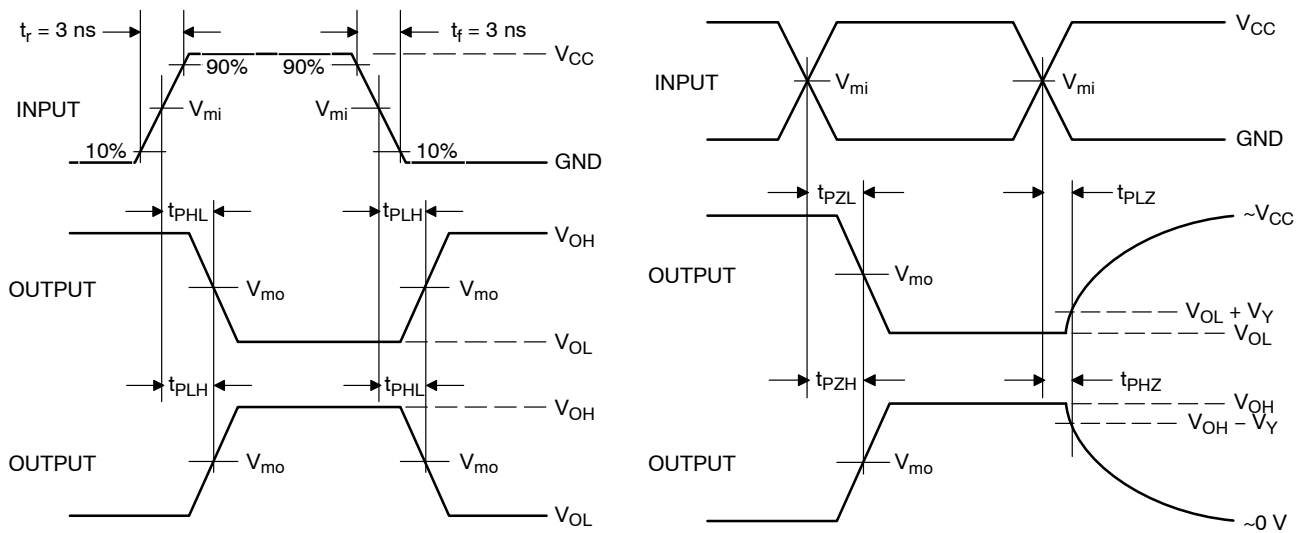 t_r = 3 ns
t_f = 3 ns
V_CC
90%
90%
INPUT
V_mi
V_mi
10%
10%
GND
t_PHL
t_PLH
V_OH
OUTPUT
V_mo
V_mo
V_OL
t_PLH
t_PHL
V_OH
OUTPUT
V_mo
V_mo
V_OL
V_CC
INPUT
V_mi
V_mi
GND
t_PZL
t_PLZ
~V_CC
OUTPUT
V_mo
V_OL + V_Y
V_OL
t_PZH
t_PHZ
V_OH
V_OH – V_Y
OUTPUT
V_mo
~0 V